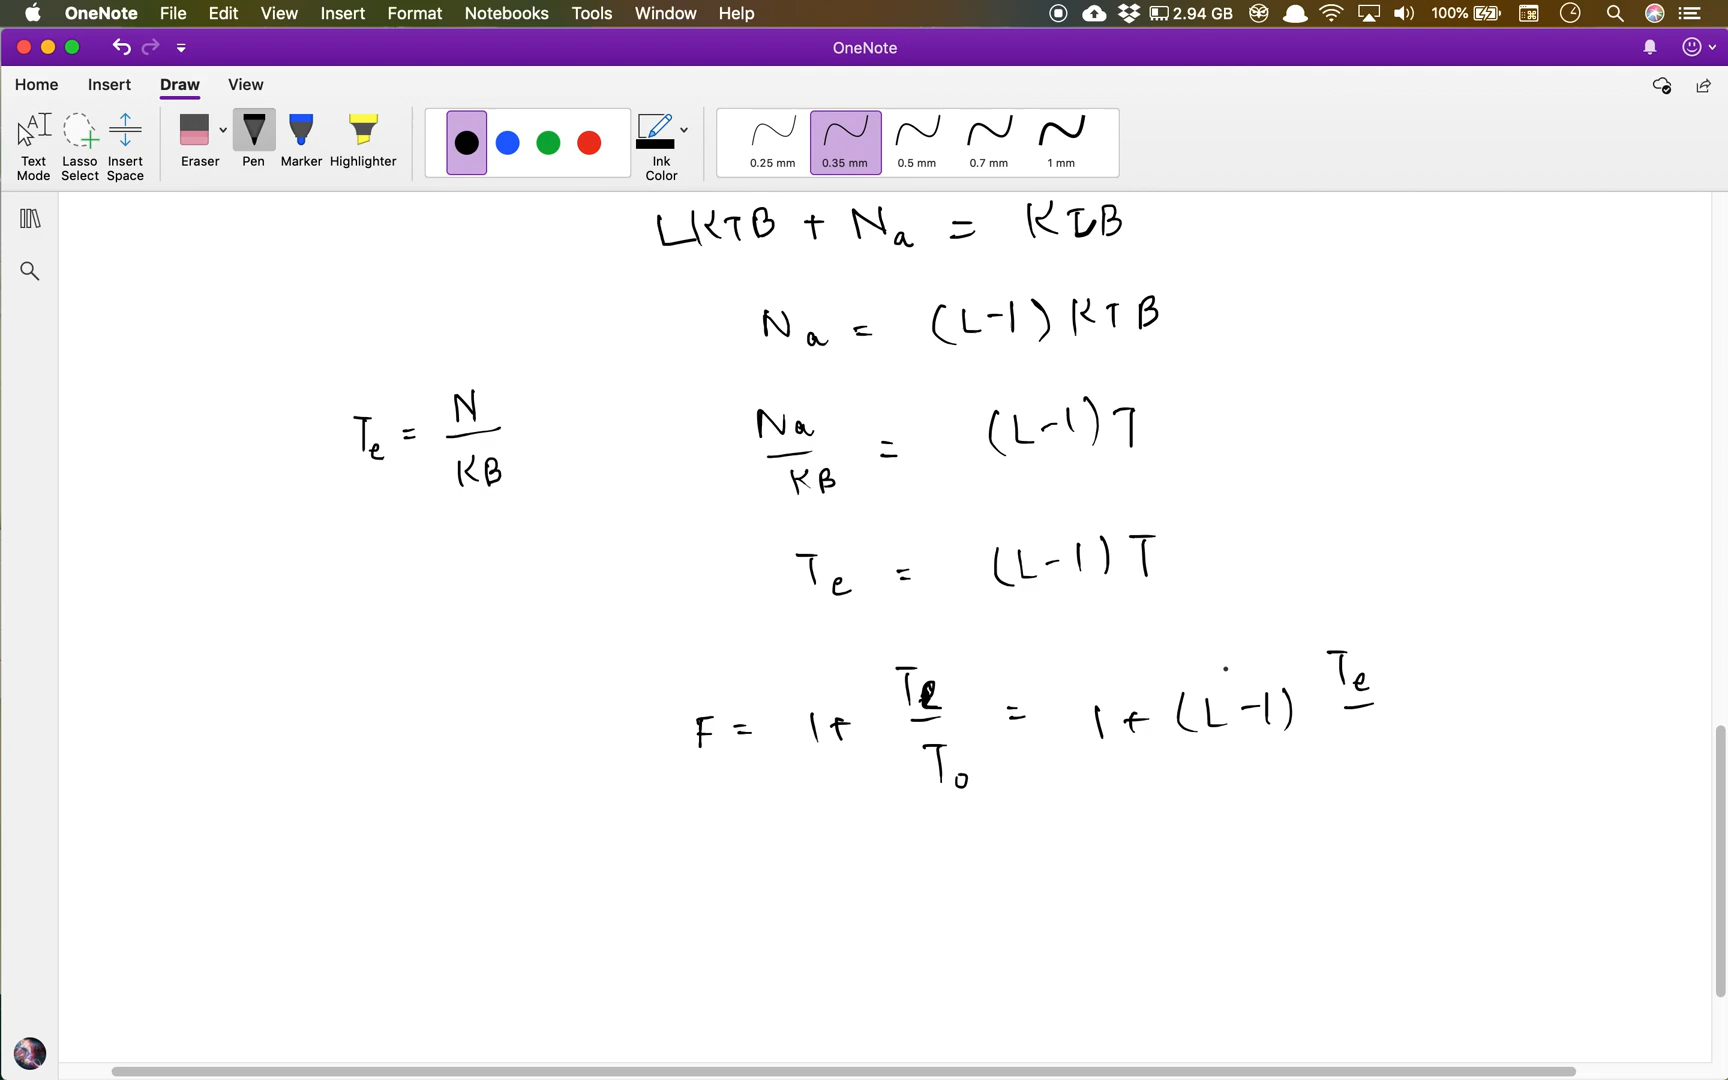 OneNote File Edit View Insert Format Notebooks Tools Window Help 2.94 GB 100%
OneNote
Home Insert Draw View
Text Mode Lasso Select Insert Space Eraser Pen Marker Highlighter Ink Color 0.25 mm 0.35 mm 0.5 mm 0.7 mm 1 mm
LKTB + Na = KTB
Na = (L-1) KTB
Te = N/KB
Na/KB = (L-1) T
Te = (L-1) T
F = 1+ Te/To = 1+ (L-1) Te